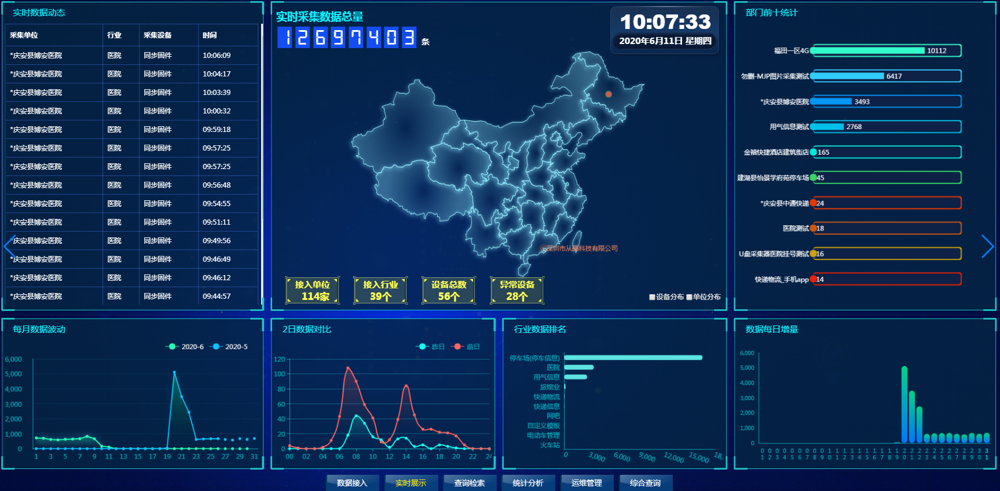 实时数据动态
采集单位 行业 采集设备 时间
*庆安县博安医院 医院 同步固件 10:06:09
*庆安县博安医院 医院 同步固件 10:04:17
*庆安县博安医院 医院 同步固件 10:03:39
*庆安县博安医院 医院 同步固件 10:00:32
*庆安县博安医院 医院 同步固件 09:59:18
*庆安县博安医院 医院 同步固件 09:57:25
*庆安县博安医院 医院 同步固件 09:57:25
*庆安县博安医院 医院 同步固件 09:56:48
*庆安县博安医院 医院 同步固件 09:54:55
*庆安县博安医院 医院 同步固件 09:51:11
*庆安县博安医院 医院 同步固件 09:49:56
*庆安县博安医院 医院 同步固件 09:46:49
*庆安县博安医院 医院 同步固件 09:46:12
*庆安县博安医院 医院 同步固件 09:44:57
实时采集数据总量
12697403 条
10:07:33
2020年6月11日 星期四
深圳市从晶科技有限公司
接入单位 接入行业 设备总数 异常设备
114家 39个 56个 28个
设备分布 单位分布
部门前十统计
福田一区4G 10112
勿删-MJP图片采集测试 6417
*庆安县博安医院 3493
用气信息测试 2768
金禧快捷酒店建筑街店 165
建湖县怡景学府苑停车场 45
*庆安县中通快递 24
医院测试 18
U盘采集器医院挂号测试 16
快递物流_手机app 14
每月数据波动
2020-6 2020-5
6,000
5,000
4,000
3,000
2,000
1,000
0
1 3 5 7 9 11 13 15 17 19 21 23 25 27 29 31
2日数据对比
昨日 前日
120
100
80
60
40
20
0
00 02 04 06 08 10 12 14 16 18 20 22 24
行业数据排名
停车场(停车信息)
医院
用气信息
旅馆业
快递物流
快递信息
网吧
自定义模板
电动车管理
火车站
0 3,000 6,000 9,000 12,000 15,000 18,
数据每日增量
6,000
5,000
4,000
3,000
2,000
1,000
0
01 02 03 04 05 06 07 08 09 10 11 12 13 14 15 16 17 18 19 20 21 22 23 24 25 26 27 28 29 30 31
数据接入 实时展示 查询检索 统计分析 运维管理 综合查询